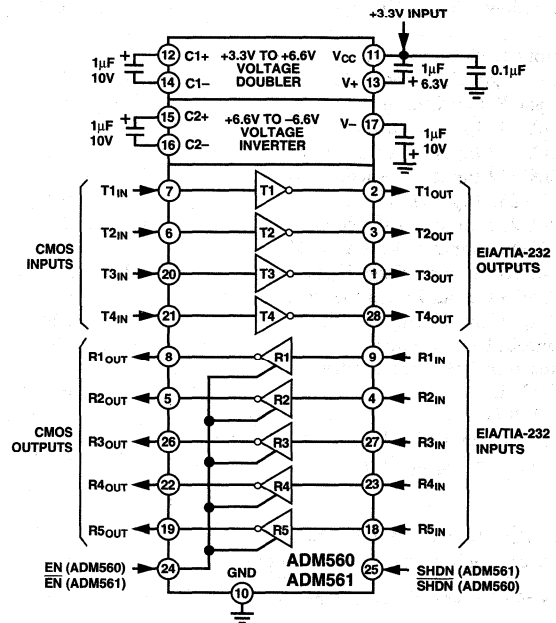 +3.3V INPUT
12 C1+ +3.3V TO +6.6V VCC 11
1µF + 10V
VOLTAGE
14 C1− DOUBLER V+ 13
1µF + 6.3V
0.1µF
15 C2+ +6.6V TO −6.6V V− 17
1µF + 10V
VOLTAGE
16 C2− INVERTER
1µF + 10V
T1IN 7 T1 2 T1OUT
T2IN 6 T2 3 T2OUT
CMOS INPUTS
EIA/TIA-232 OUTPUTS
T3IN 20 T3 1 T3OUT
T4IN 21 T4 28 T4OUT
R1OUT 8 R1 9 R1IN
R2OUT 5 R2 4 R2IN
CMOS OUTPUTS
EIA/TIA-232 INPUTS
R3OUT 26 R3 27 R3IN
R4OUT 22 R4 23 R4IN
R5OUT 19 R5 18 R5IN
EN (ADM560)
E̅N̅ (ADM561)
24
ADM560
ADM561
GND
10
25
SHDN (ADM561)
S̅H̅D̅N̅ (ADM560)